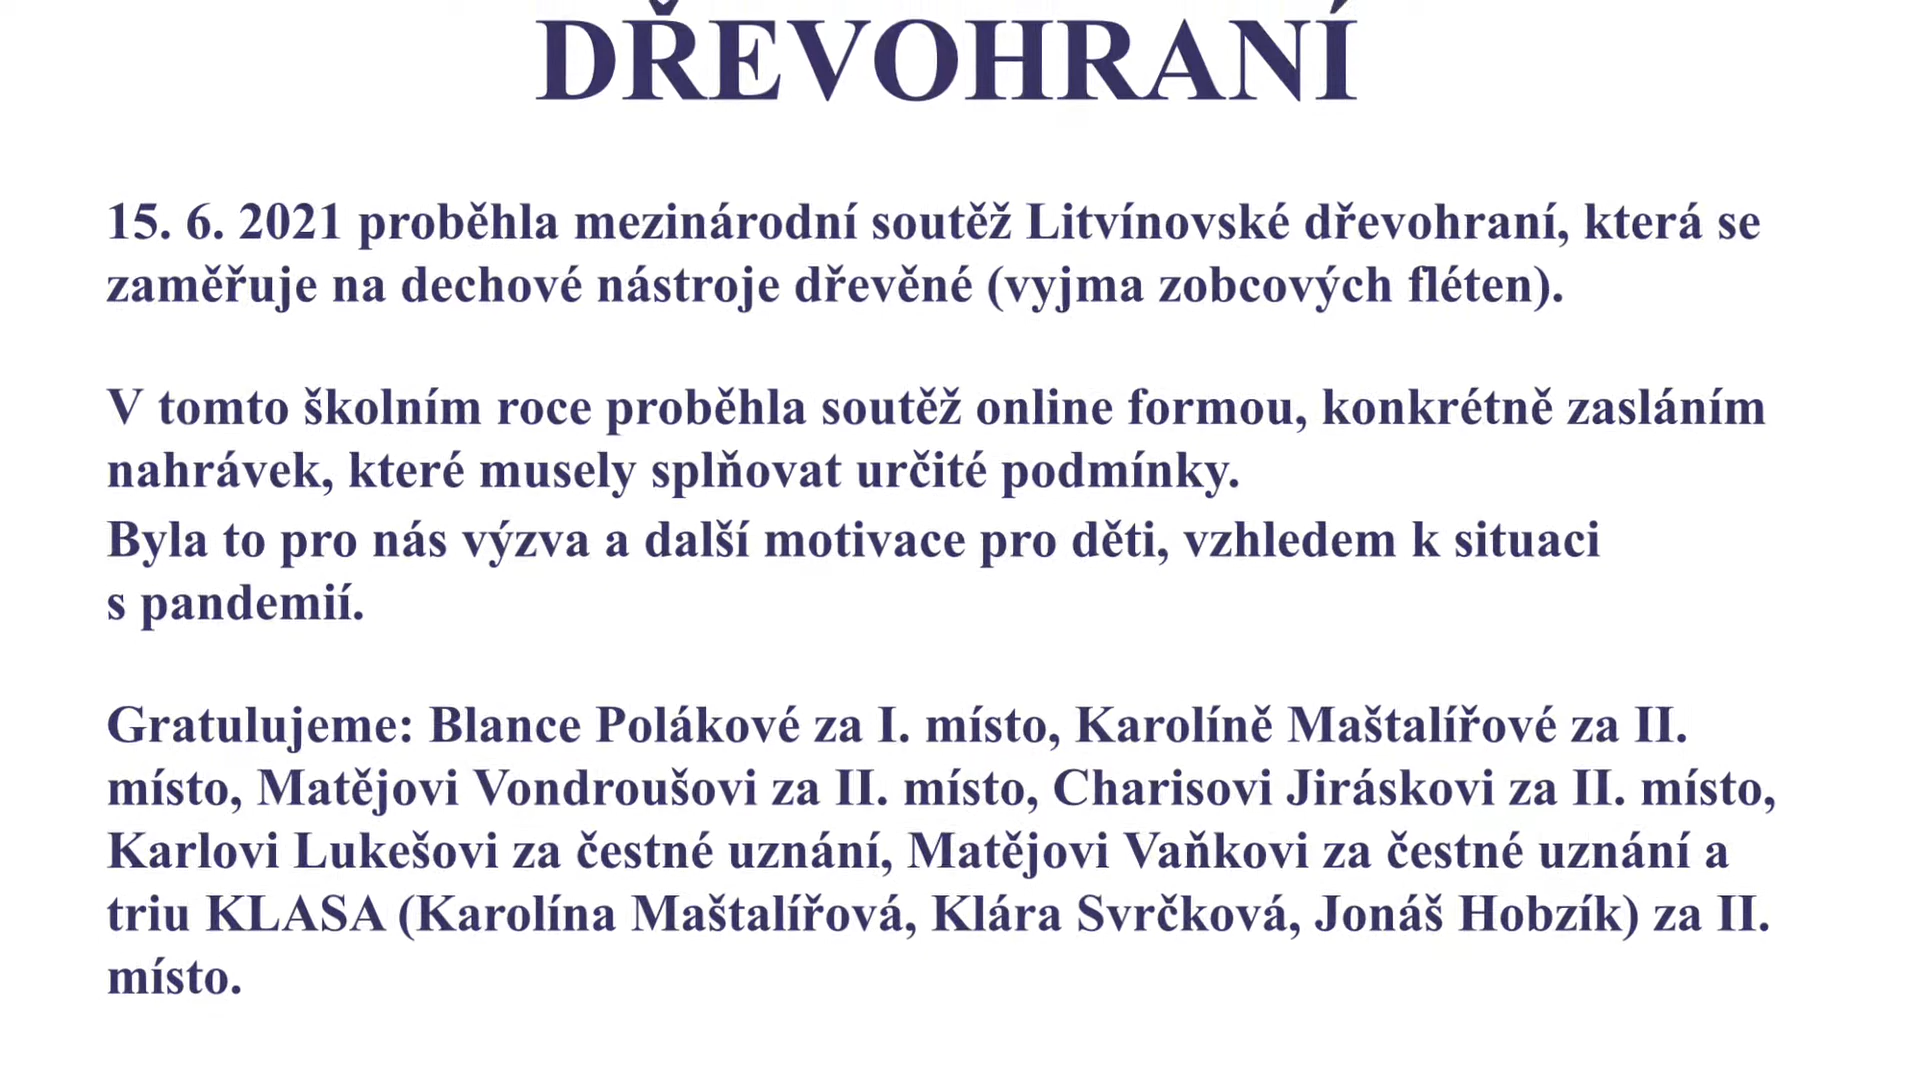 DŘEVOHRANÍ
15. 6. 2021 proběhla mezinárodní soutěž Litvínovské dřevohraní, která se
zaměřuje na dechové nástroje dřevěné (vyjma zobcových fléten).
V tomto školním roce proběhla soutěž online formou, konkrétně zasláním
nahrávek, které musely splňovat určité podmínky.
Byla to pro nás výzva a další motivace pro děti, vzhledem k situaci
s pandemií.
Gratulujeme: Blance Polákové za I. místo, Karolíně Maštalířové za II.
místo, Matějovi Vondroušovi za II. místo, Charisovi Jiráskovi za II. místo,
Karlovi Lukešovi za čestné uznání, Matějovi Vaňkovi za čestné uznání a
triu KLASA (Karolína Maštalířová, Klára Svrčková, Jonáš Hobzík) za II.
místo.